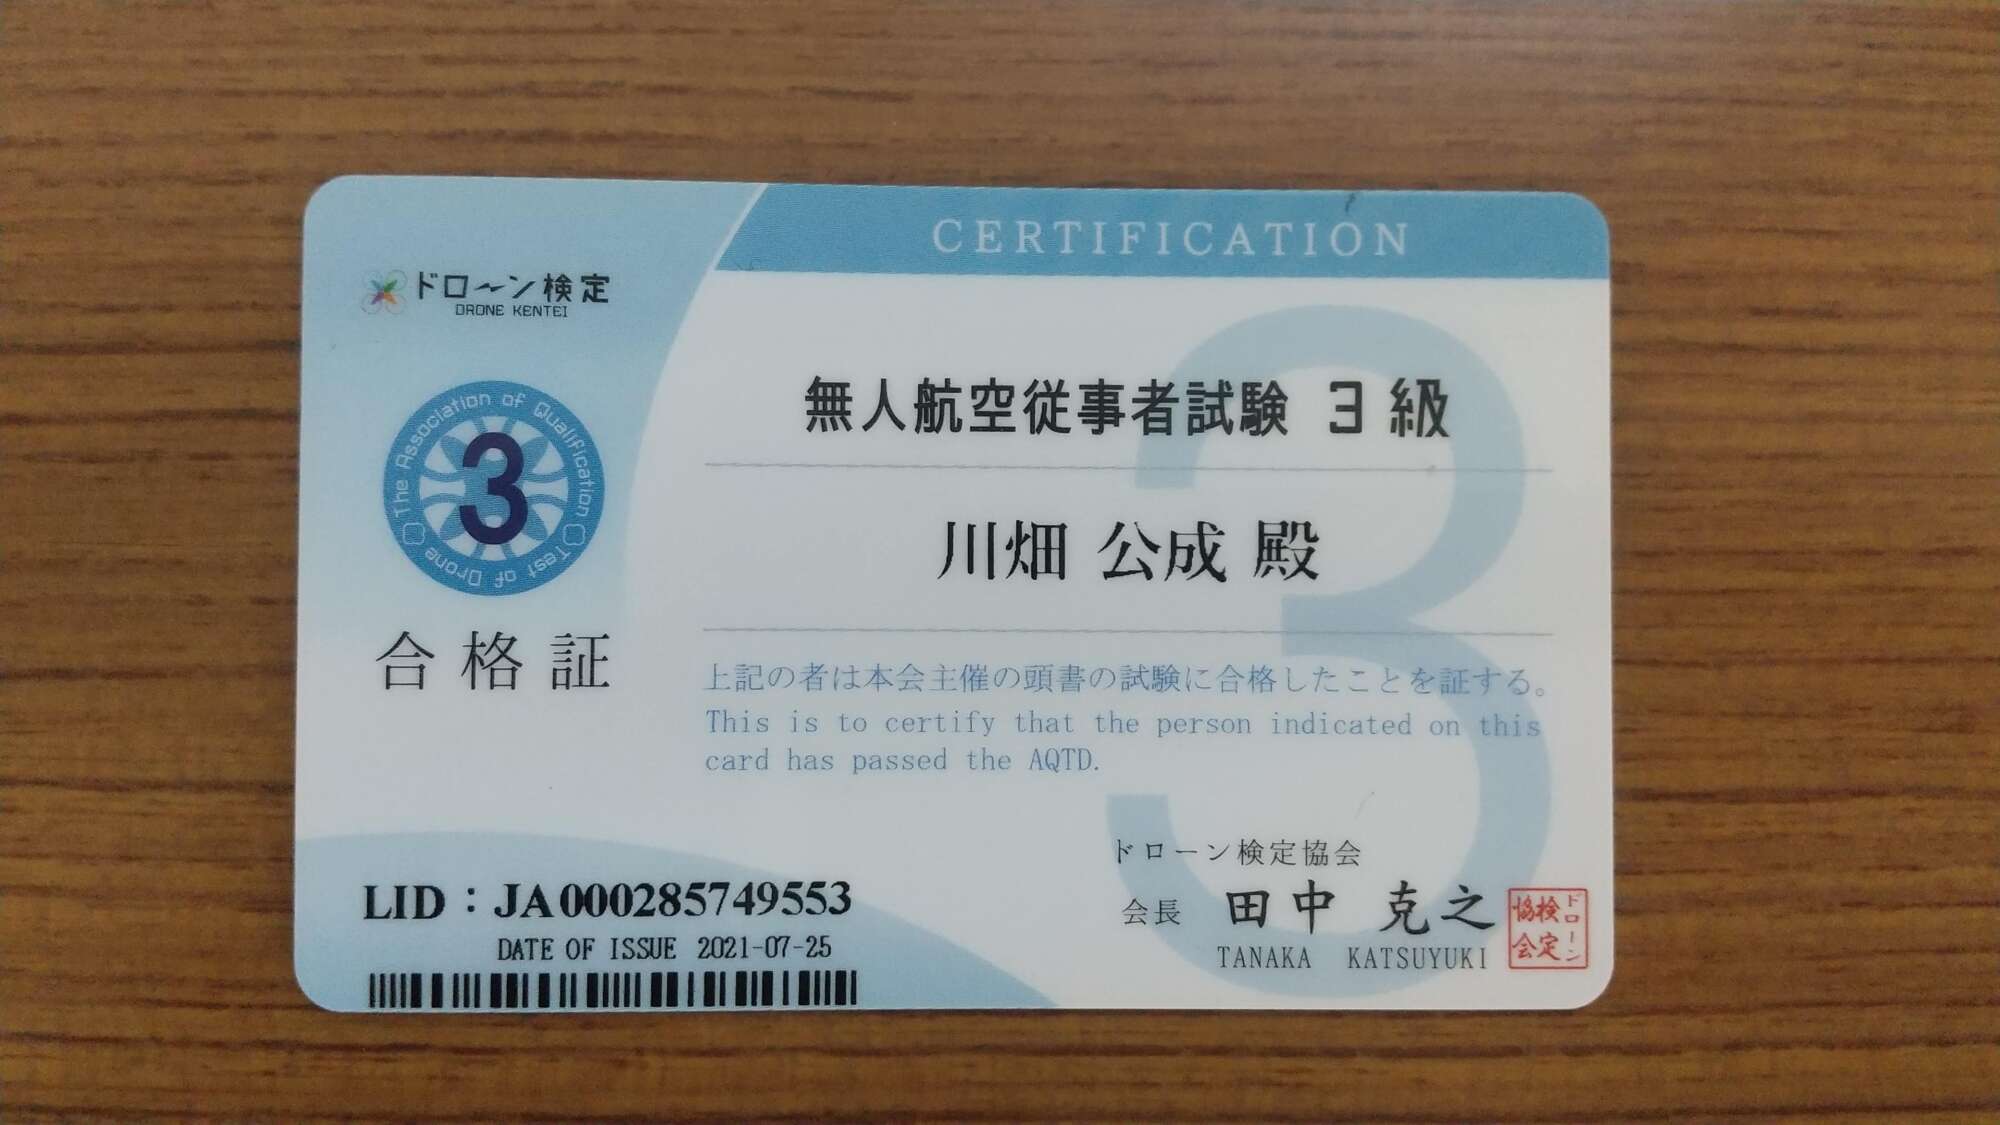 CERTIFICATION
ドローン検定
DRONE KENTEI
The Association of Qualification
Test of Drone
3
合格証
無人航空従事者試験 3級
川畑 公成 殿
上記の者は本会主催の頭書の試験に合格したことを証する。
This is to certify that the person indicated on this
card has passed the AQTD.
ドローン検定協会
会長 田中 克之
TANAKA KATSUYUKI
ドローン
検定
協会
LID：JA000285749553
DATE OF ISSUE 2021-07-25
3